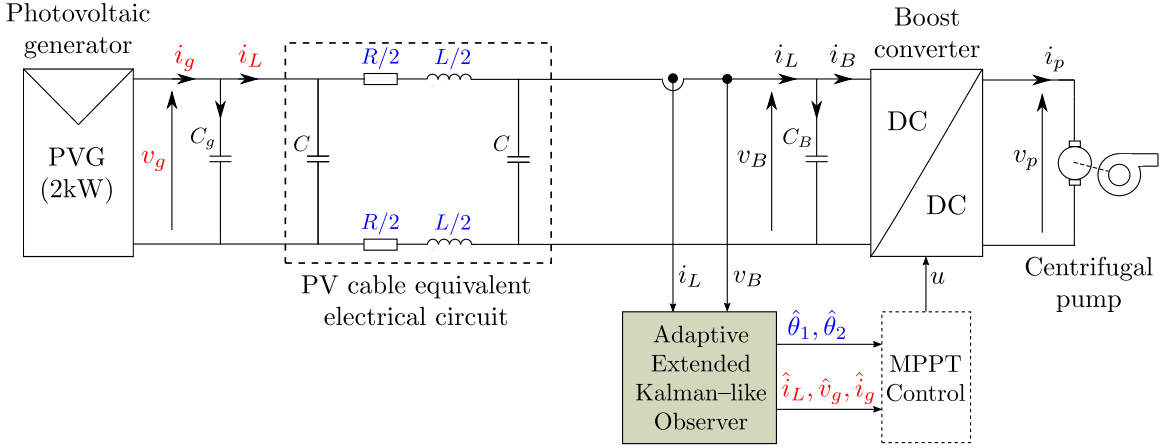 Photovoltaic
generator
i_g
i_L
R/2
L/2
i_L
i_B
Boost
converter
i_p
PVG
(2kW)
v_g
C_g
C
C
v_B
C_B
DC
DC
v_p
R/2
L/2
PV cable equivalent
electrical circuit
i_L
v_B
u
Centrifugal
pump
Adaptive
Extended
Kalman–like
Observer
θ̂_1, θ̂_2
î_L, v̂_g, î_g
MPPT
Control